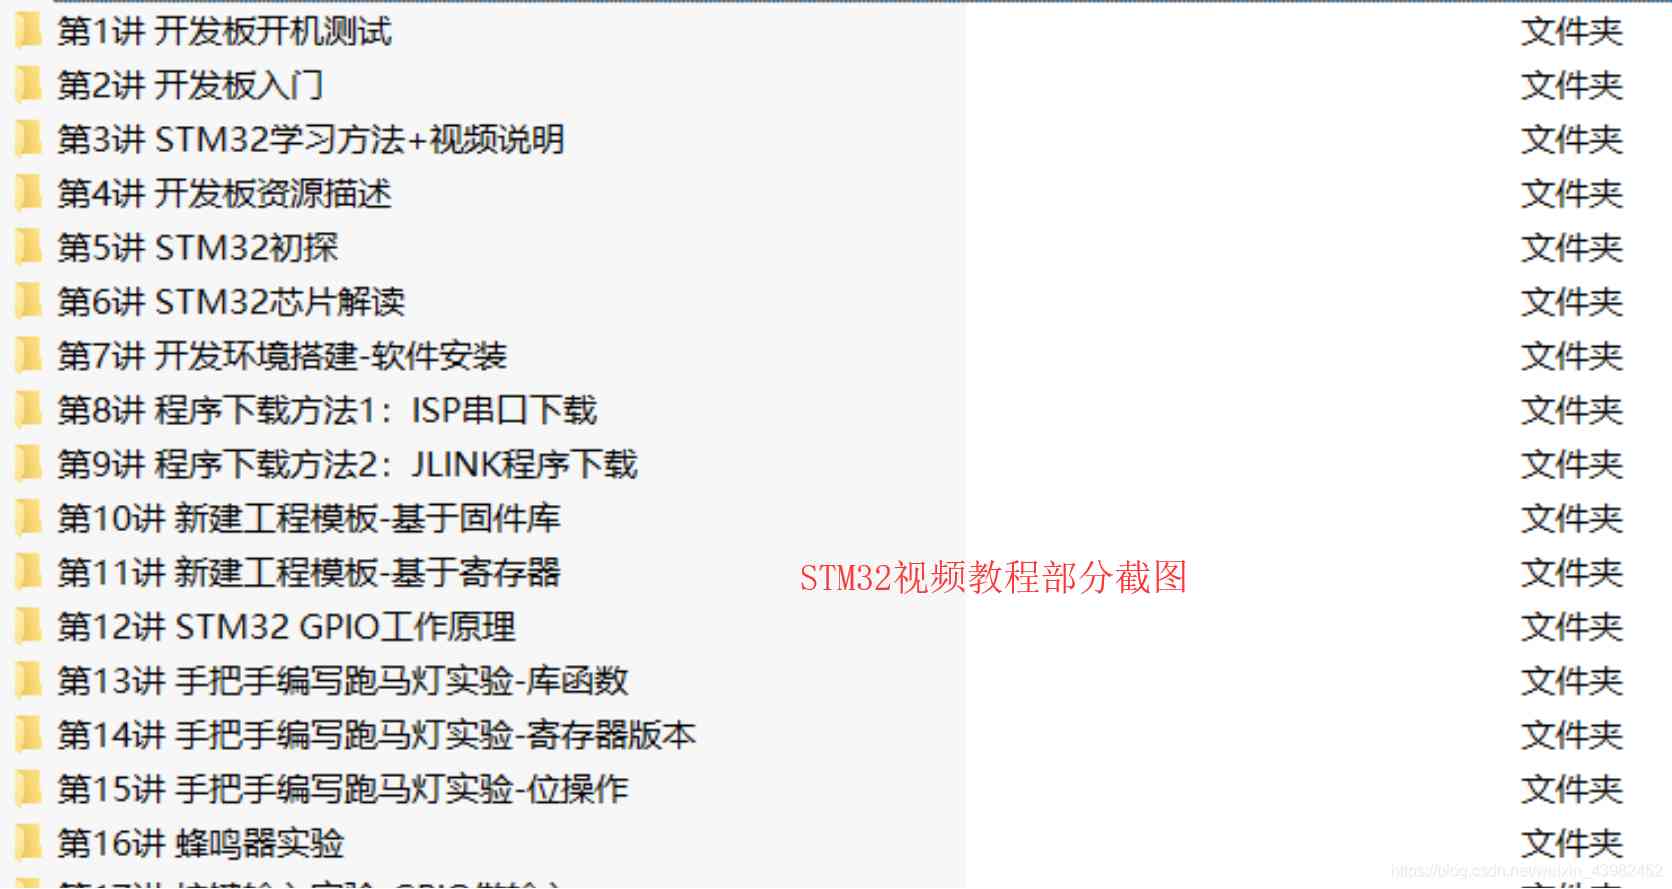 第1讲 开发板开机测试 文件夹
第2讲 开发板入门 文件夹
第3讲 STM32学习方法+视频说明 文件夹
第4讲 开发板资源描述 文件夹
第5讲 STM32初探 文件夹
第6讲 STM32芯片解读 文件夹
第7讲 开发环境搭建-软件安装 文件夹
第8讲 程序下载方法1：ISP串口下载 文件夹
第9讲 程序下载方法2：JLINK程序下载 文件夹
第10讲 新建工程模板-基于固件库 文件夹
第11讲 新建工程模板-基于寄存器 文件夹
STM32视频教程部分截图
第12讲 STM32 GPIO工作原理 文件夹
第13讲 手把手编写跑马灯实验-库函数 文件夹
第14讲 手把手编写跑马灯实验-寄存器版本 文件夹
第15讲 手把手编写跑马灯实验-位操作 文件夹
第16讲 蜂鸣器实验 文件夹
https://blog.csdn.net/weixin_43982452